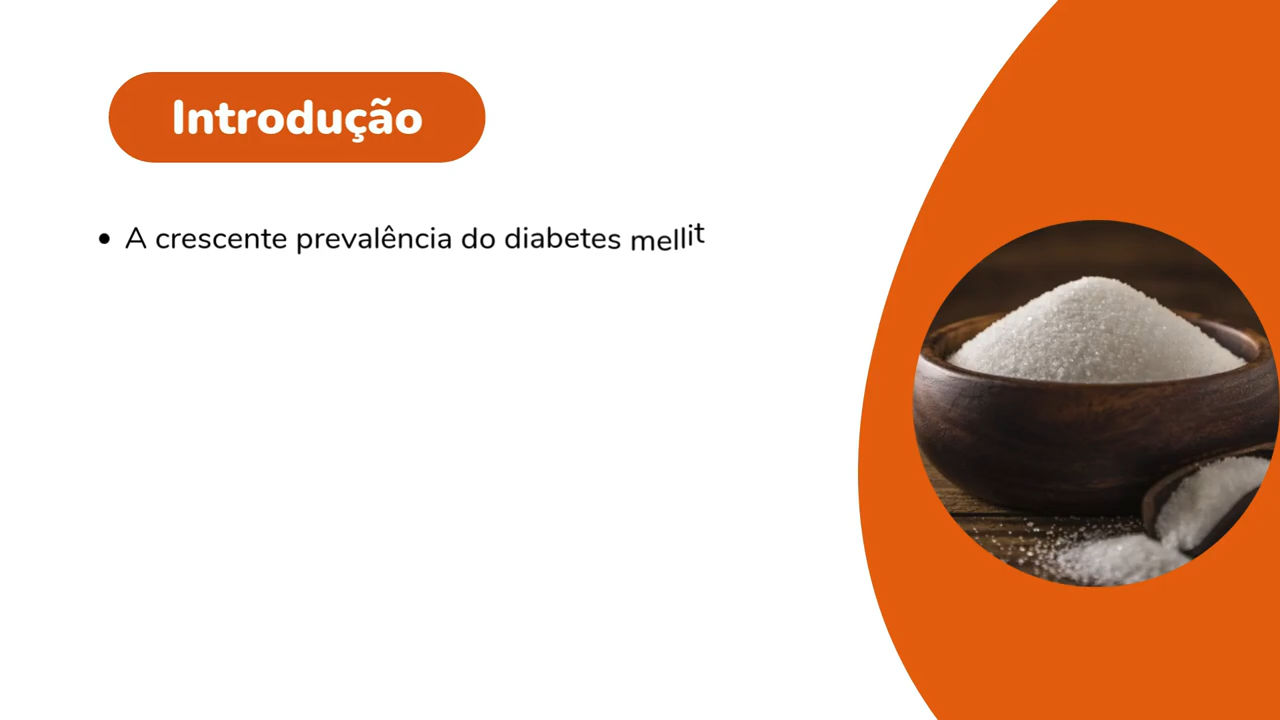 Introdução
• A crescente prevalência do diabetes mellit